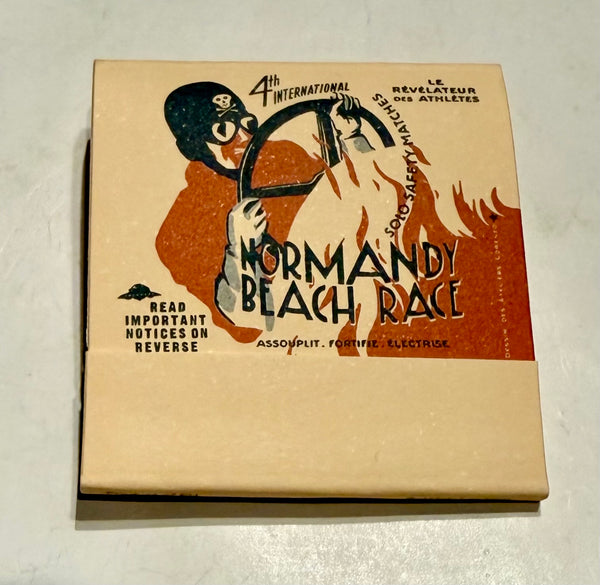 4th
INTERNATIONAL
LE
RÉVÉLATEUR
DES ATHLÈTES
SOLO SAFETY MATCHES
NORMANDY
BEACH RACE
READ
IMPORTANT
NOTICES ON
REVERSE
ASSOUPLIT. FORTIFIE. ÉLECTRISE